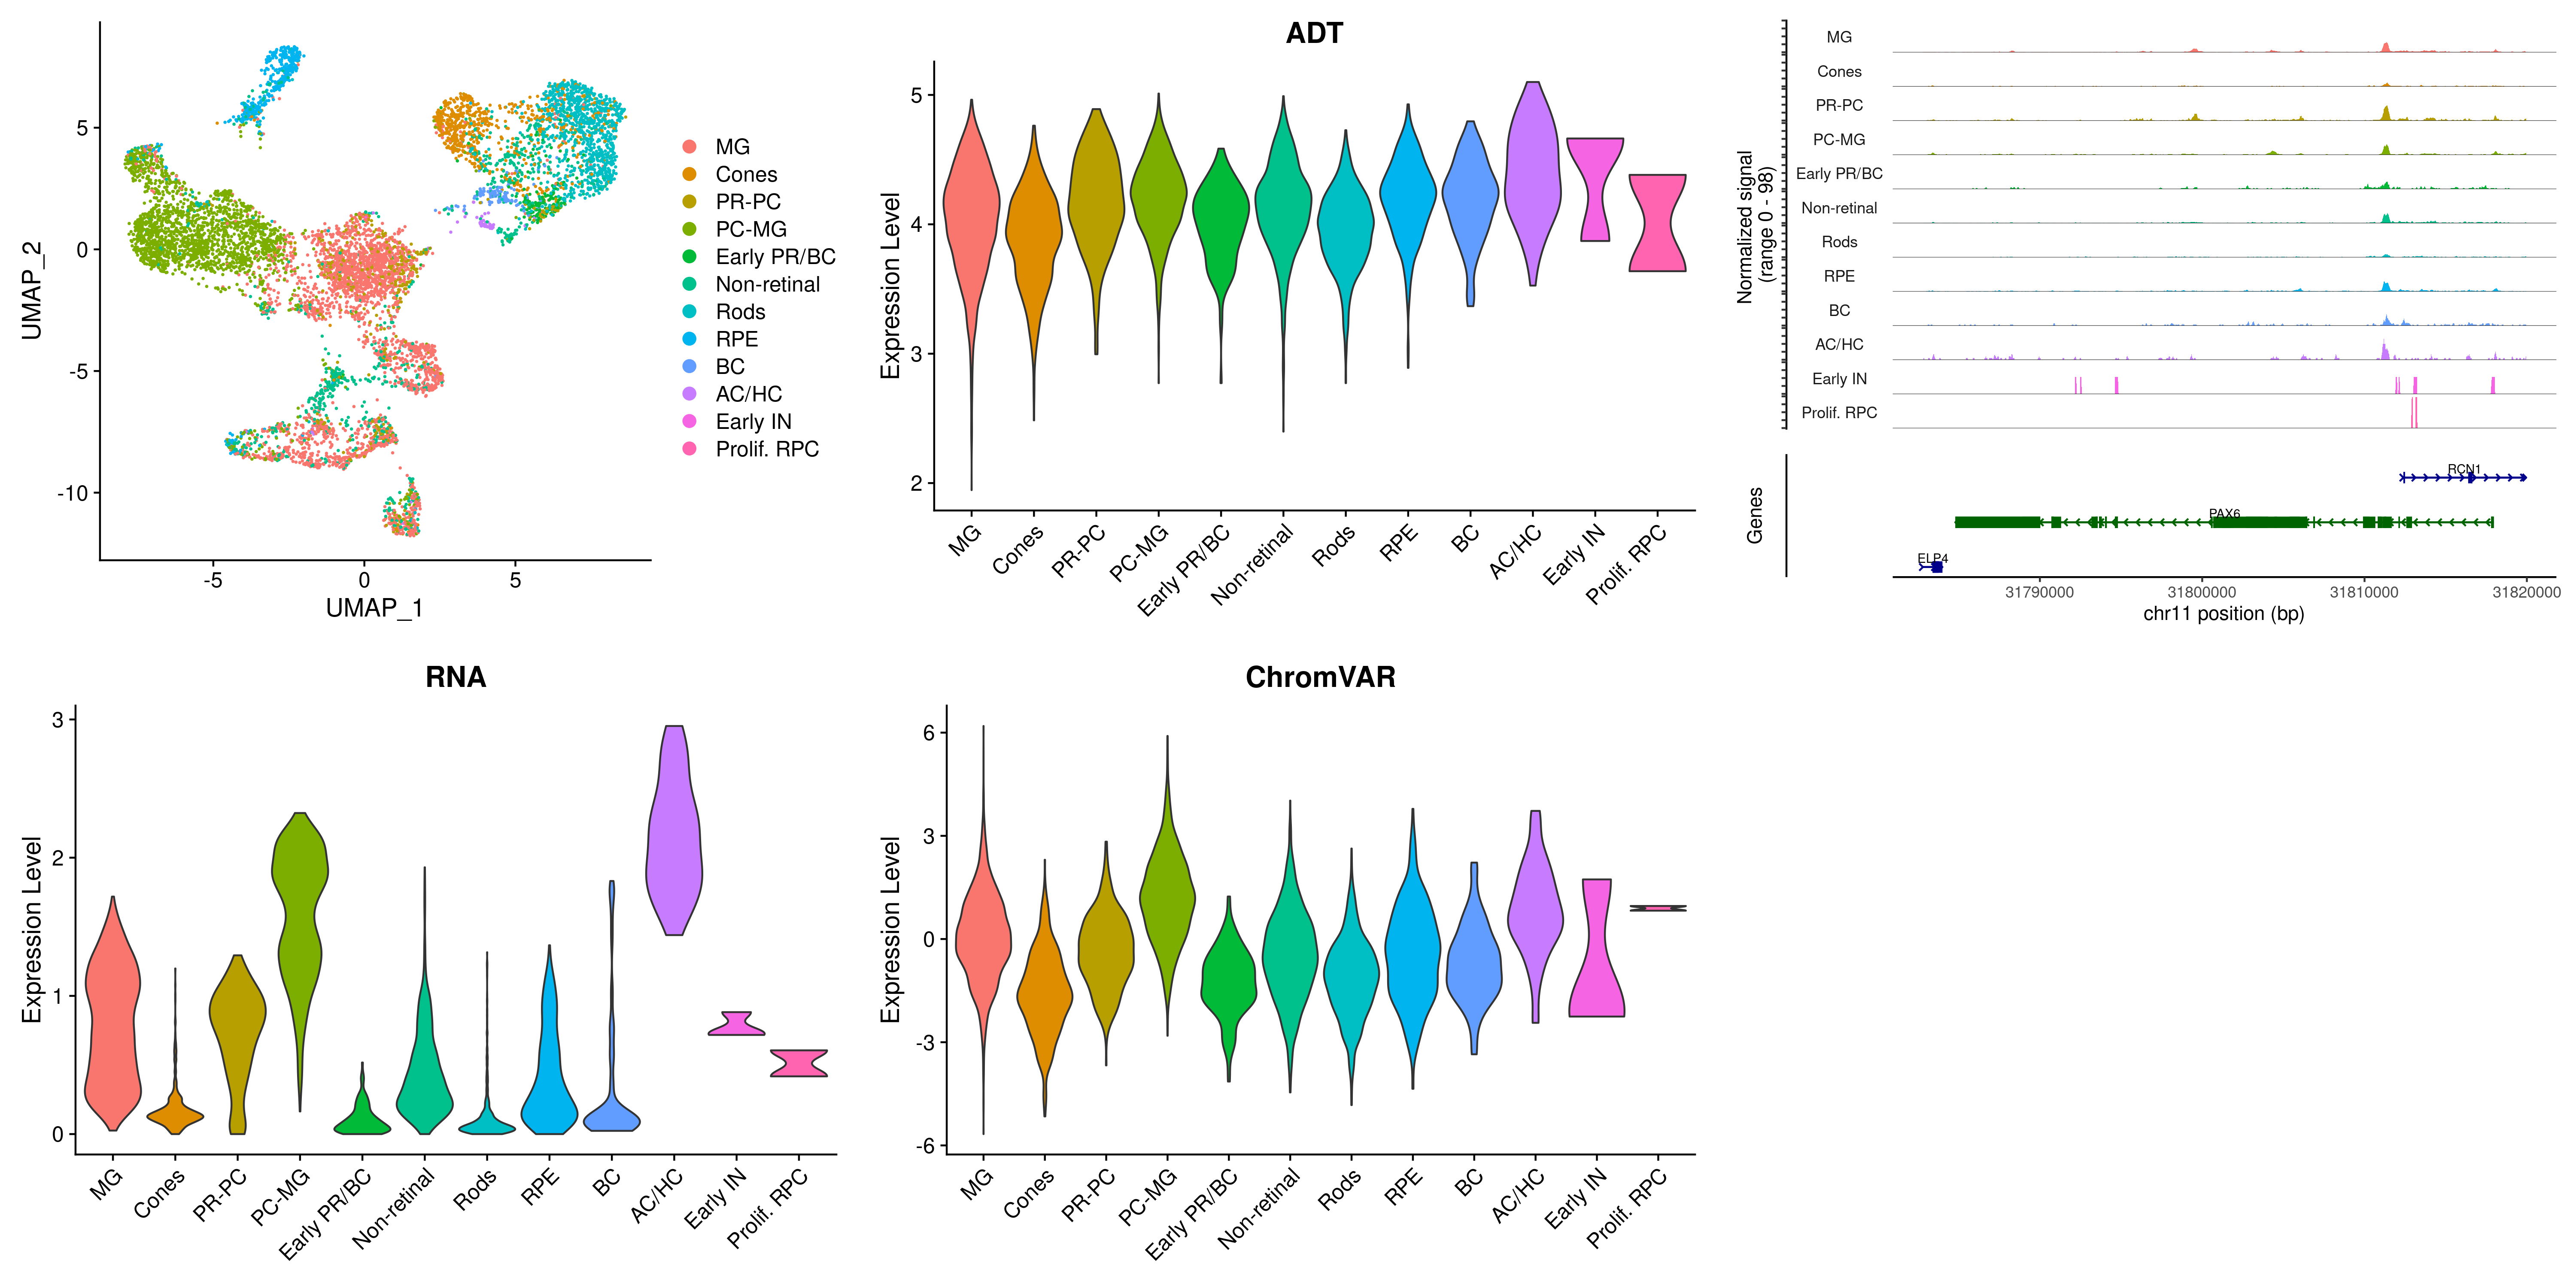 UMAP_2
5
0
-5
-10
-5
0
5
UMAP_1
MG
Cones
PR-PC
PC-MG
Early PR/BC
Non-retinal
Rods
RPE
BC
AC/HC
Early IN
Prolif. RPC
ADT
Expression Level
5
4
3
2
MG
Cones
PR-PC
PC-MG
Early PR/BC
Non-retinal
Rods
RPE
BC
AC/HC
Early IN
Prolif. RPC
Normalized signal
(range 0 - 98)
MG
Cones
PR-PC
PC-MG
Early PR/BC
Non-retinal
Rods
RPE
BC
AC/HC
Early IN
Prolif. RPC
Genes
RCN1
PAX6
ELP4
31790000
31800000
31810000
31820000
chr11 position (bp)
RNA
Expression Level
3
2
1
0
MG
Cones
PR-PC
PC-MG
Early PR/BC
Non-retinal
Rods
RPE
BC
AC/HC
Early IN
Prolif. RPC
ChromVAR
Expression Level
6
3
0
-3
-6
MG
Cones
PR-PC
PC-MG
Early PR/BC
Non-retinal
Rods
RPE
BC
AC/HC
Early IN
Prolif. RPC